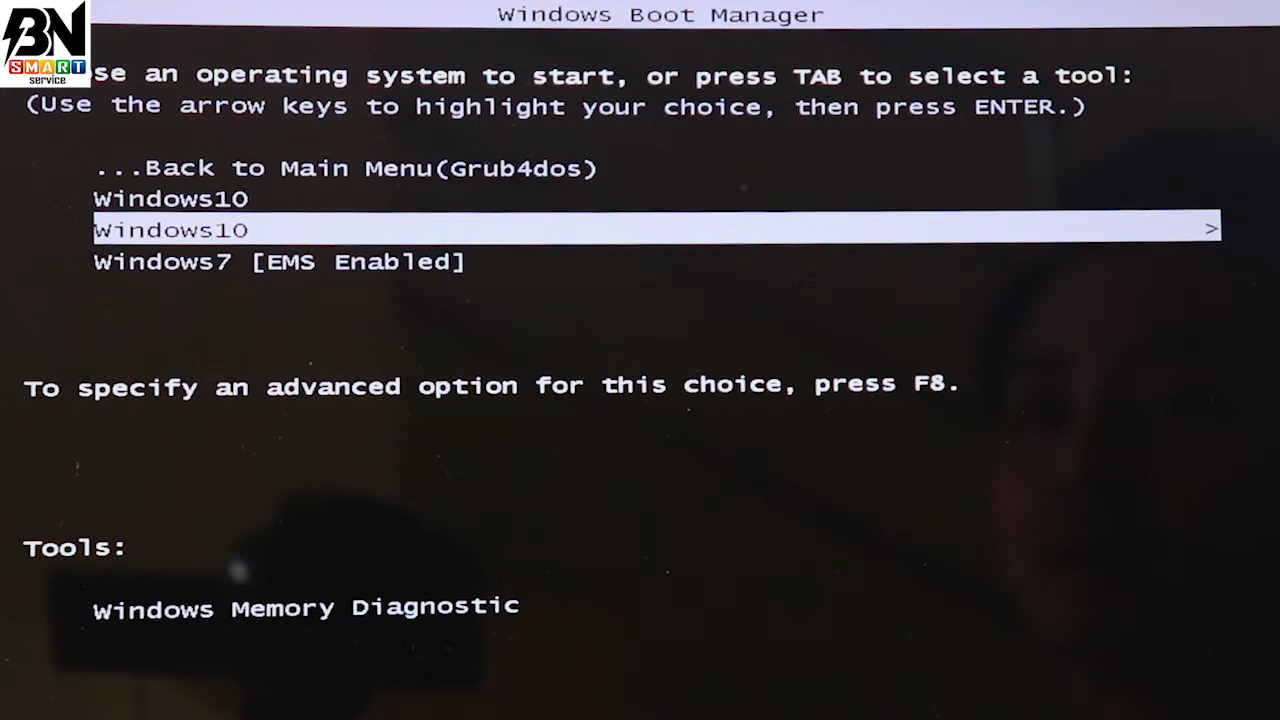 Windows Boot Manager
BN
SMART
service
se an operating system to start, or press TAB to select a tool:
(Use the arrow keys to highlight your choice, then press ENTER.)
...Back to Main Menu(Grub4dos)
Windows10
Windows10 >
Windows7 [EMS Enabled]
To specify an advanced option for this choice, press F8.
Tools:
Windows Memory Diagnostic